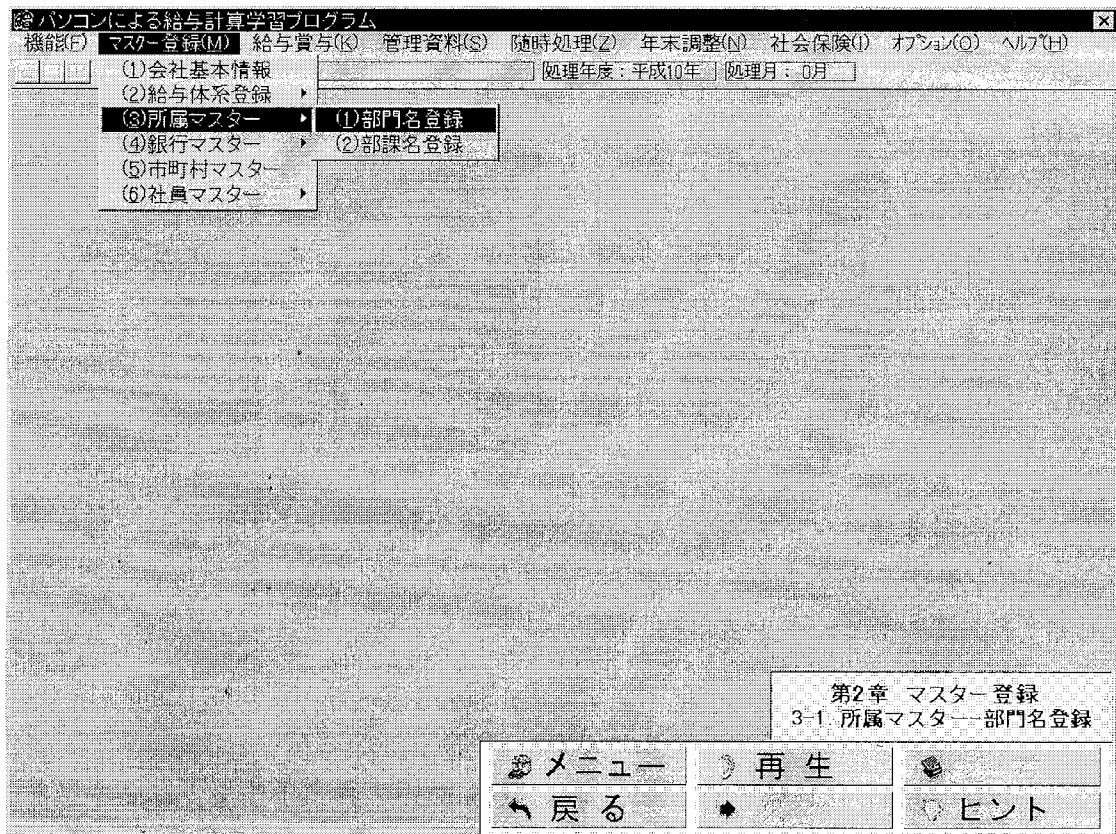 パソコンによる給与計算学習プログラム
機能(F) マスター登録(M) 給与賞与(K) 管理資料(S) 随時処理(Z) 年末調整(N) 社会保険(I) オプション(O) ヘルプ(H)
処理年度：平成10年 処理月： 0月
(1)会社基本情報
(2)給与体系登録
(3)所属マスター (1)部門名登録
(4)銀行マスター (2)部課名登録
(5)市町村マスター
(6)社員マスター
第2章 マスター登録
3-1 所属マスター―部門名登録
メニュー 再生
戻る ヒント